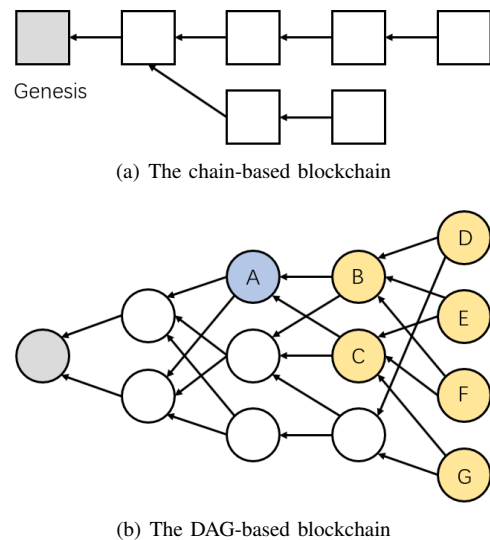 Genesis
(a) The chain-based blockchain
D
A
B
E
C
F
G
(b) The DAG-based blockchain